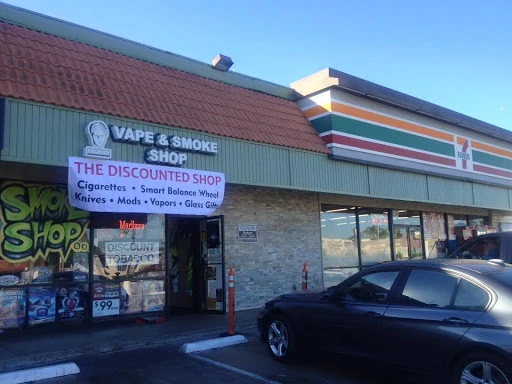 VAPE & SMOKE
SHOP
THE DISCOUNTED SHOP
Cigarettes • Smart Balance Wheel
Knives • Mods • Vapors • Glass Gift
SMOKE
SHOP
Marlboro
DISCOUNT
TOBACCO
99
7
ELEVEN